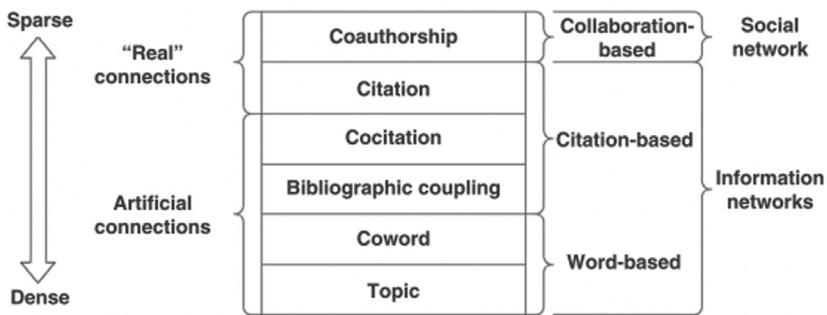 Sparse
Dense
“Real”
connections
Artificial
connections
Coauthorship
Citation
Cocitation
Bibliographic coupling
Coword
Topic
Collaboration-
based
Citation-based
Word-based
Social
network
Information
networks